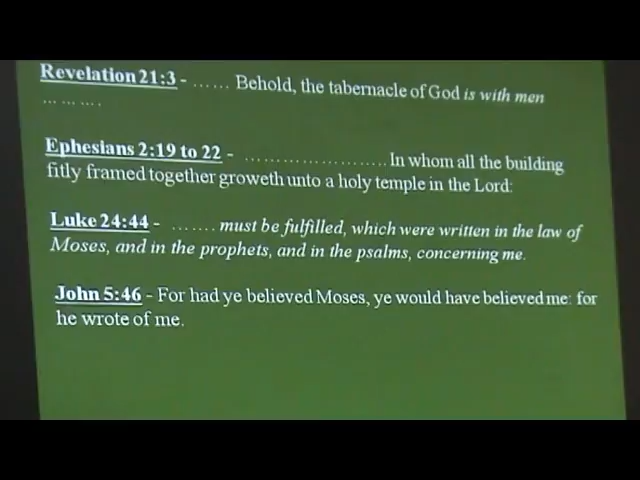 Revelation 21:3 - …… Behold, the tabernacle of God is with men
… … … .
Ephesians 2:19 to 22 - ………………….. In whom all the building
fitly framed together groweth unto a holy temple in the Lord:
Luke 24:44 - ……. must be fulfilled, which were written in the law of
Moses, and in the prophets, and in the psalms, concerning me.
John 5:46 - For had ye believed Moses, ye would have believed me: for
he wrote of me.